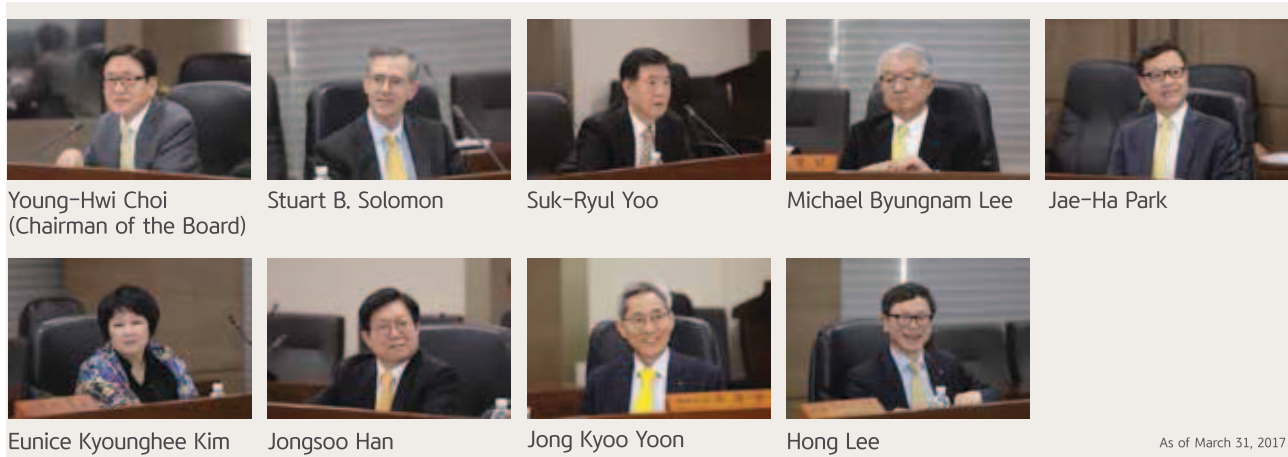 Young-Hwi Choi
(Chairman of the Board)
Stuart B. Solomon
Suk-Ryul Yoo
Michael Byungnam Lee
Jae-Ha Park
Eunice Kyounghee Kim
Jongsoo Han
Jong Kyoo Yoon
Hong Lee
As of March 31, 2017